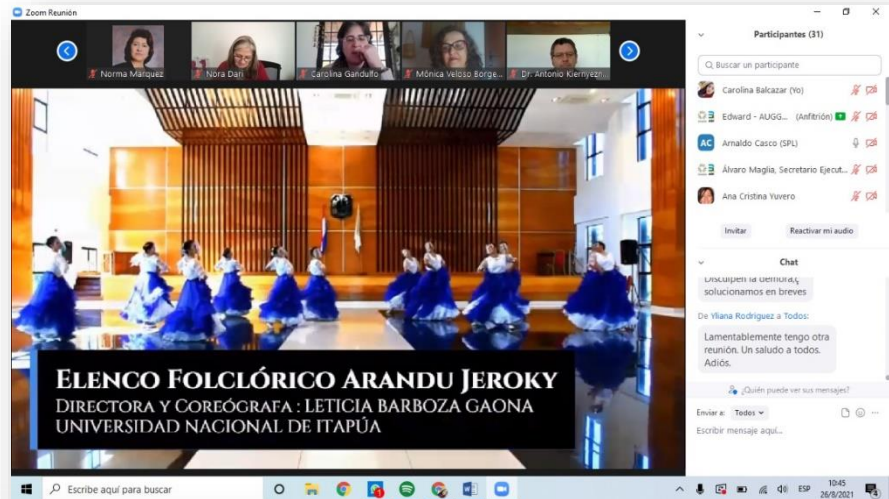 Zoom Reunión
Norma Marquez
Nora Dari
Carolina Gandulfo
Mónica Veloso Borge...
Dr. Antonio Kiernyezn...
ELENCO FOLCLÓRICO ARANDU JEROKY
DIRECTORA Y COREÓGRAFA : LETICIA BARBOZA GAONA
UNIVERSIDAD NACIONAL DE ITAPÚA
Participantes (31)
Buscar un participante
Carolina Balcazar (Yo)
Edward - AUGG... (Anfitrión)
AC Arnaldo Casco (SPL)
Álvaro Maglia, Secretario Ejecut...
Ana Cristina Yuvero
Invitar Reactivar mi audio
Chat
Disculpen la demora,ç
solucionamos en breves
De Yliana Rodriguez a Todos:
Lamentablemente tengo otra
reunión. Un saludo a todos.
Adiós.
¿Quién puede ver sus mensajes?
Enviar a: Todos
Escribir mensaje aquí...
Escribe aquí para buscar
ESP
10:45
26/8/2021